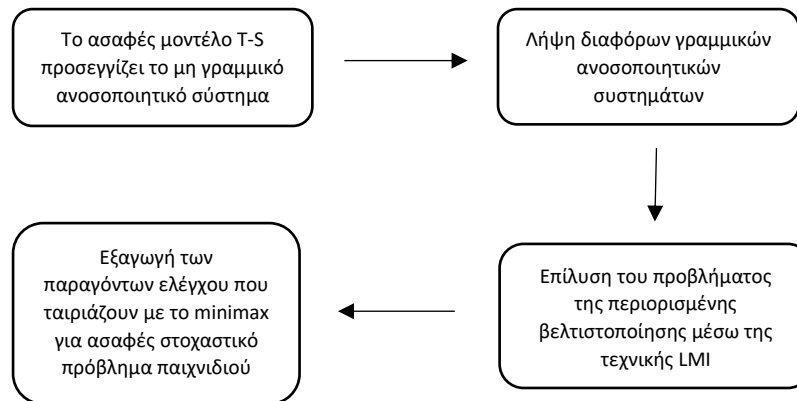 Το ασαφές μοντέλο T-S
προσεγγίζει το μη γραμμικό
ανοσοποιητικό σύστημα
Λήψη διαφόρων γραμμικών
ανοσοποιητικών
συστημάτων
Επίλυση του προβλήματος
της περιορισμένης
βελτιστοποίησης μέσω της
τεχνικής LMI
Εξαγωγή των
παραγόντων ελέγχου που
ταιριάζουν με το minimax
για ασαφές στοχαστικό
πρόβλημα παιχνιδιού